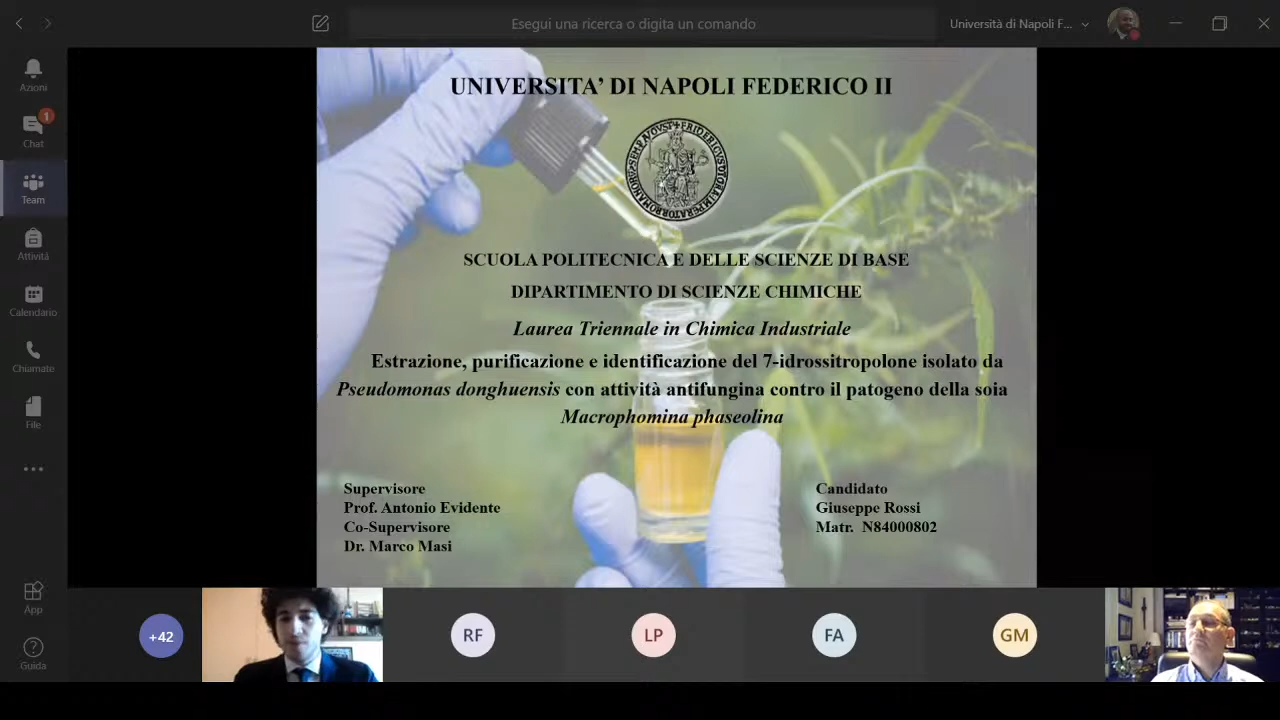 Esegui una ricerca o digita un comando
Università di Napoli F...
Azioni
1
Chat
Team
Attività
Calendario
Chiamate
File
App
Guida
UNIVERSITA’ DI NAPOLI FEDERICO II
SCUOLA POLITECNICA E DELLE SCIENZE DI BASE
DIPARTIMENTO DI SCIENZE CHIMICHE
Laurea Triennale in Chimica Industriale
Estrazione, purificazione e identificazione del 7-idrossitropolone isolato da
Pseudomonas donghuensis con attività antifungina contro il patogeno della soia
Macrophomina phaseolina
Supervisore
Prof. Antonio Evidente
Co-Supervisore
Dr. Marco Masi
Candidato
Giuseppe Rossi
Matr. N84000802
+42
RF
LP
FA
GM